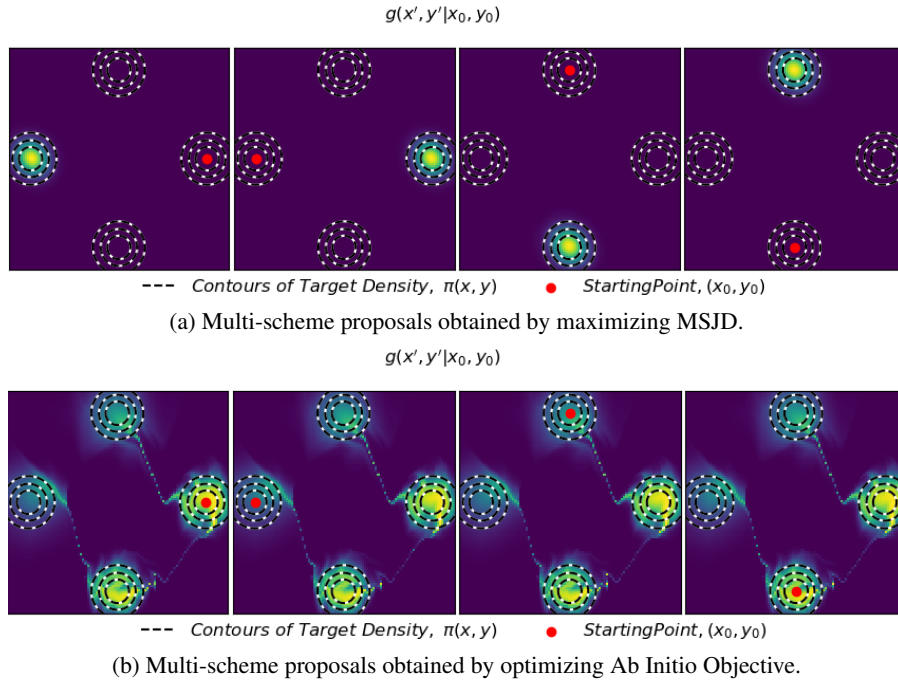 g(x′, y′|x₀, y₀)
Contours of Target Density, π(x, y) StartingPoint, (x₀, y₀)
(a) Multi-scheme proposals obtained by maximizing MSJD.
g(x′, y′|x₀, y₀)
Contours of Target Density, π(x, y) StartingPoint, (x₀, y₀)
(b) Multi-scheme proposals obtained by optimizing Ab Initio Objective.